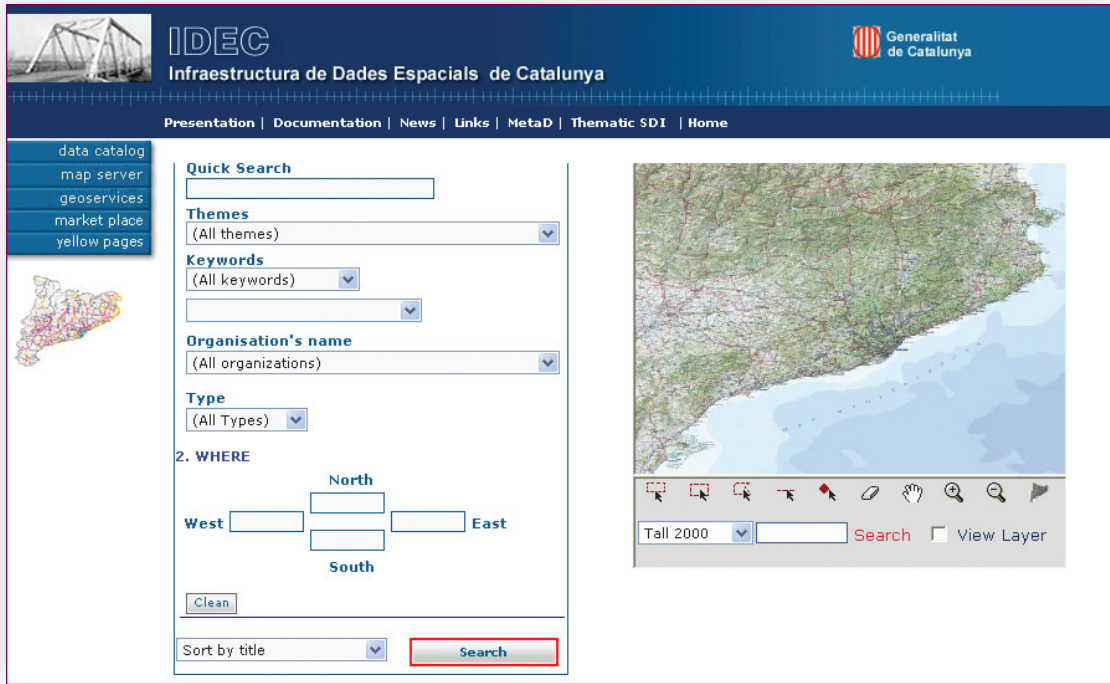 IDEC
Infraestructura de Dades Espacials de Catalunya
Generalitat
de Catalunya
Presentation | Documentation | News | Links | MetaD | Thematic SDI | Home
data catalog
map server
geoservices
market place
yellow pages
Quick Search
Themes
(All themes)
Keywords
(All keywords)
Organisation's name
(All organizations)
Type
(All Types)
2. WHERE
North
West
East
South
Clean
Sort by title
Search
Tall 2000
Search
View Layer